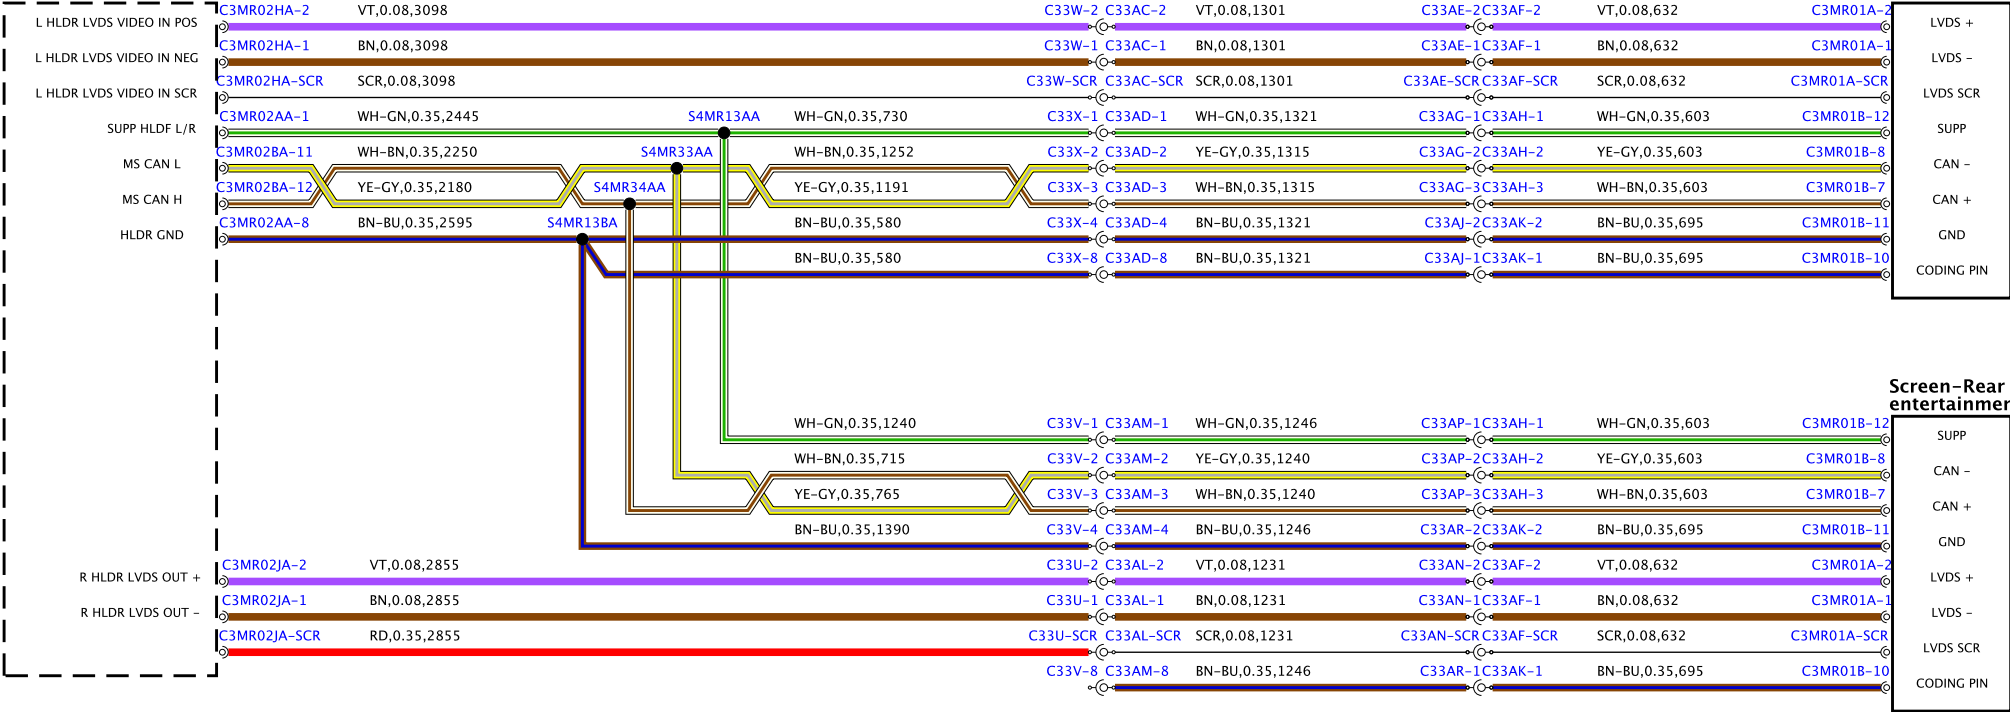 L HLDR LVDS VIDEO IN POS C3MR02HA-2 VT,0.08,3098 C33W-2 C33AC-2 VT,0.08,1301 C33AE-2 C33AF-2 VT,0.08,632 C3MR01A-2 LVDS +
L HLDR LVDS VIDEO IN NEG C3MR02HA-1 BN,0.08,3098 C33W-1 C33AC-1 BN,0.08,1301 C33AE-1 C33AF-1 BN,0.08,632 C3MR01A-1 LVDS -
L HLDR LVDS VIDEO IN SCR C3MR02HA-SCR SCR,0.08,3098 C33W-SCR C33AC-SCR SCR,0.08,1301 C33AE-SCR C33AF-SCR SCR,0.08,632 C3MR01A-SCR LVDS SCR
SUPP HLDF L/R C3MR02AA-1 WH-GN,0.35,2445 S4MR13AA WH-GN,0.35,730 C33X-1 C33AD-1 WH-GN,0.35,1321 C33AG-1 C33AH-1 WH-GN,0.35,603 C3MR01B-12 SUPP
MS CAN L C3MR02BA-11 WH-BN,0.35,2250 S4MR33AA WH-BN,0.35,1252 C33X-2 C33AD-2 YE-GY,0.35,1315 C33AG-2 C33AH-2 YE-GY,0.35,603 C3MR01B-8 CAN -
MS CAN H C3MR02BA-12 YE-GY,0.35,2180 S4MR34AA YE-GY,0.35,1191 C33X-3 C33AD-3 WH-BN,0.35,1315 C33AG-3 C33AH-3 WH-BN,0.35,603 C3MR01B-7 CAN +
HLDR GND C3MR02AA-8 BN-BU,0.35,2595 S4MR13BA BN-BU,0.35,580 C33X-4 C33AD-4 BN-BU,0.35,1321 C33AJ-2 C33AK-2 BN-BU,0.35,695 C3MR01B-11 GND
BN-BU,0.35,580 C33X-8 C33AD-8 BN-BU,0.35,1321 C33AJ-1 C33AK-1 BN-BU,0.35,695 C3MR01B-10 CODING PIN
Screen-Rear
entertainmen
WH-GN,0.35,1240 C33V-1 C33AM-1 WH-GN,0.35,1246 C33AP-1 C33AH-1 WH-GN,0.35,603 C3MR01B-12 SUPP
WH-BN,0.35,715 C33V-2 C33AM-2 YE-GY,0.35,1240 C33AP-2 C33AH-2 YE-GY,0.35,603 C3MR01B-8 CAN -
YE-GY,0.35,765 C33V-3 C33AM-3 WH-BN,0.35,1240 C33AP-3 C33AH-3 WH-BN,0.35,603 C3MR01B-7 CAN +
BN-BU,0.35,1390 C33V-4 C33AM-4 BN-BU,0.35,1246 C33AR-2 C33AK-2 BN-BU,0.35,695 C3MR01B-11 GND
R HLDR LVDS OUT + C3MR02JA-2 VT,0.08,2855 C33U-2 C33AL-2 VT,0.08,1231 C33AN-2 C33AF-2 VT,0.08,632 C3MR01A-2 LVDS +
R HLDR LVDS OUT - C3MR02JA-1 BN,0.08,2855 C33U-1 C33AL-1 BN,0.08,1231 C33AN-1 C33AF-1 BN,0.08,632 C3MR01A-1 LVDS -
C3MR02JA-SCR RD,0.35,2855 C33U-SCR C33AL-SCR SCR,0.08,1231 C33AN-SCR C33AF-SCR SCR,0.08,632 C3MR01A-SCR LVDS SCR
C33V-8 C33AM-8 BN-BU,0.35,1246 C33AR-1 C33AK-1 BN-BU,0.35,695 C3MR01B-10 CODING PIN